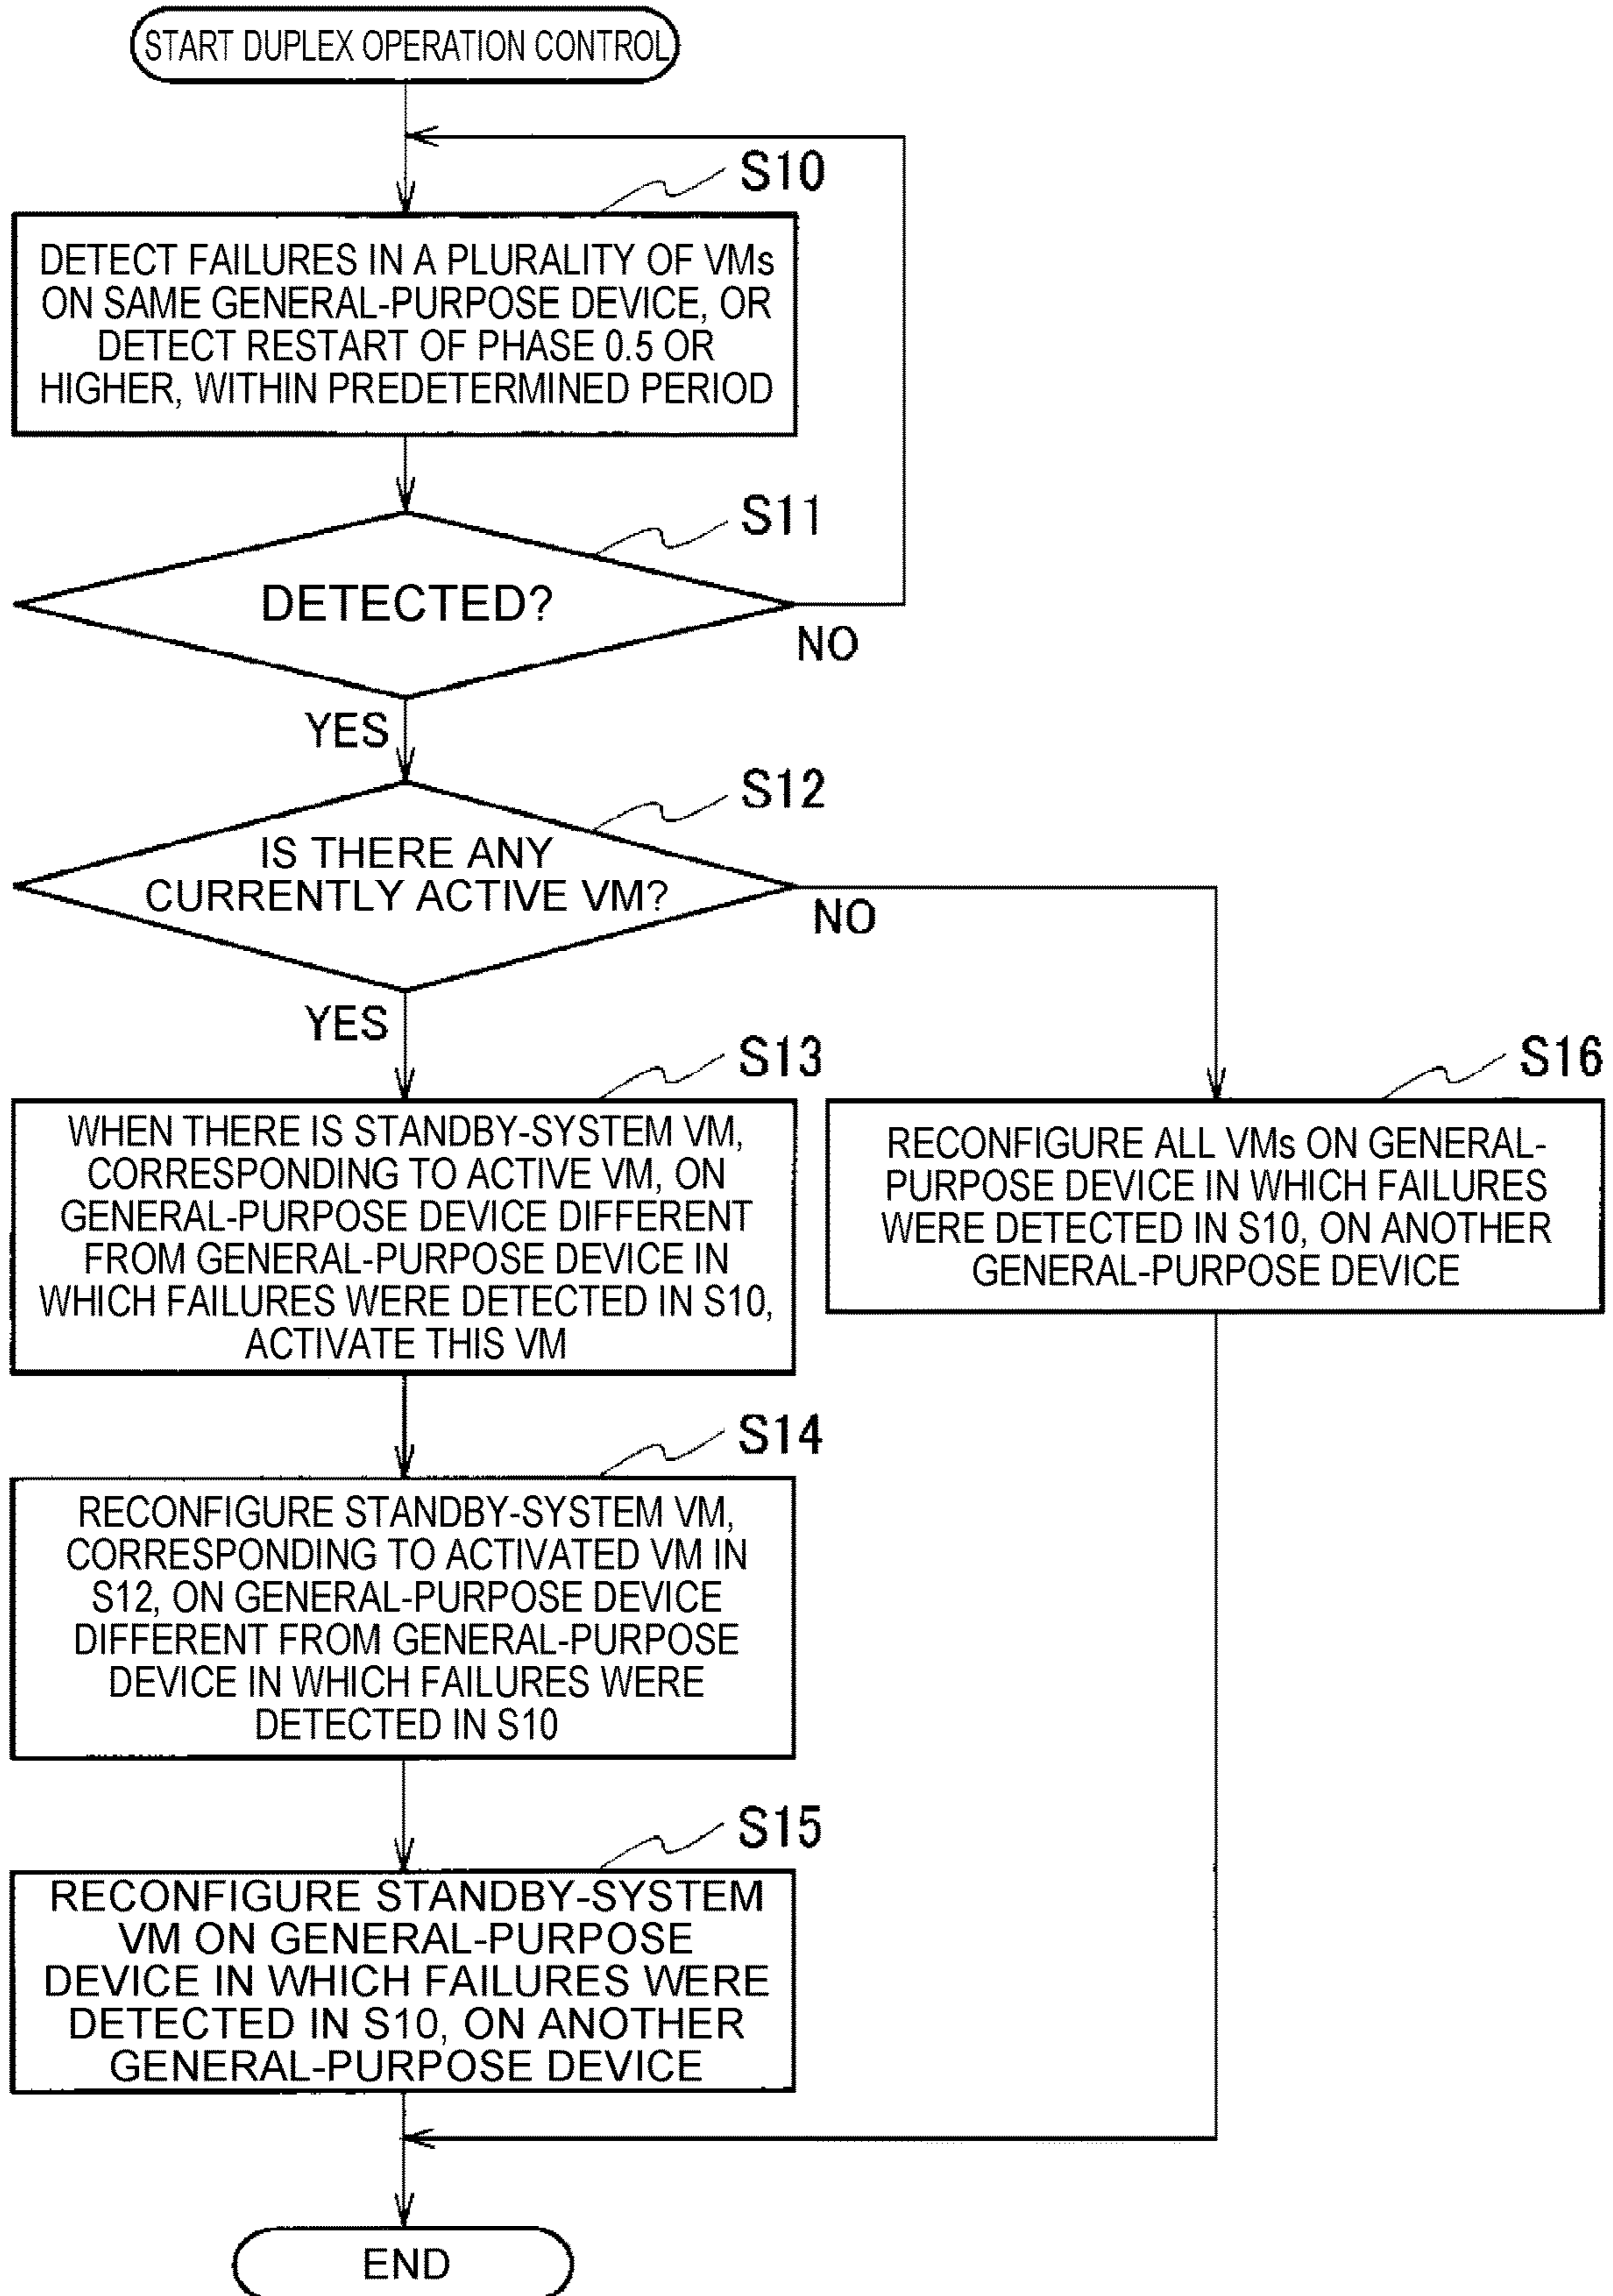 START DUPLEX OPERATION CONTROL
S10
DETECT FAILURES IN A PLURALITY OF VMs
ON SAME GENERAL-PURPOSE DEVICE, OR
DETECT RESTART OF PHASE 0.5 OR
HIGHER, WITHIN PREDETERMINED PERIOD
S11
DETECTED?
NO
YES
S12
IS THERE ANY
CURRENTLY ACTIVE VM?
NO
YES
S13
WHEN THERE IS STANDBY-SYSTEM VM,
CORRESPONDING TO ACTIVE VM, ON
GENERAL-PURPOSE DEVICE DIFFERENT
FROM GENERAL-PURPOSE DEVICE IN
WHICH FAILURES WERE DETECTED IN S10,
ACTIVATE THIS VM
S16
RECONFIGURE ALL VMs ON GENERAL-
PURPOSE DEVICE IN WHICH FAILURES
WERE DETECTED IN S10, ON ANOTHER
GENERAL-PURPOSE DEVICE
S14
RECONFIGURE STANDBY-SYSTEM VM,
CORRESPONDING TO ACTIVATED VM IN
S12, ON GENERAL-PURPOSE DEVICE
DIFFERENT FROM GENERAL-PURPOSE
DEVICE IN WHICH FAILURES WERE
DETECTED IN S10
S15
RECONFIGURE STANDBY-SYSTEM
VM ON GENERAL-PURPOSE
DEVICE IN WHICH FAILURES WERE
DETECTED IN S10, ON ANOTHER
GENERAL-PURPOSE DEVICE
END